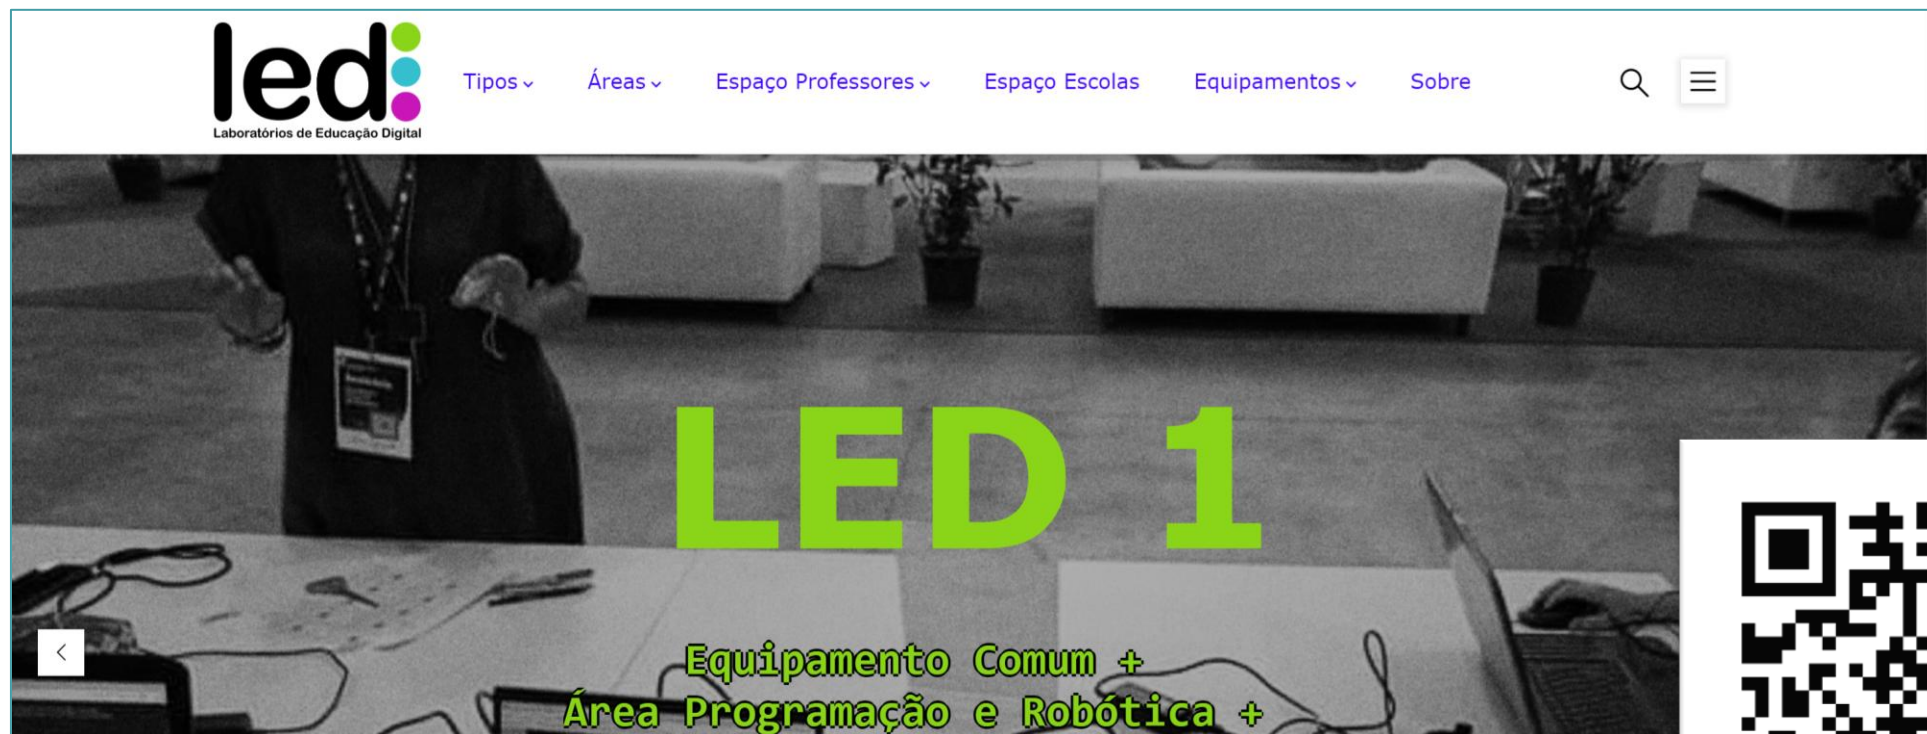 led
Laboratórios de Educação Digital
Tipos
Áreas
Espaço Professores
Espaço Escolas
Equipamentos
Sobre
LED 1
Equipamento Comum +
Área Programação e Robótica +